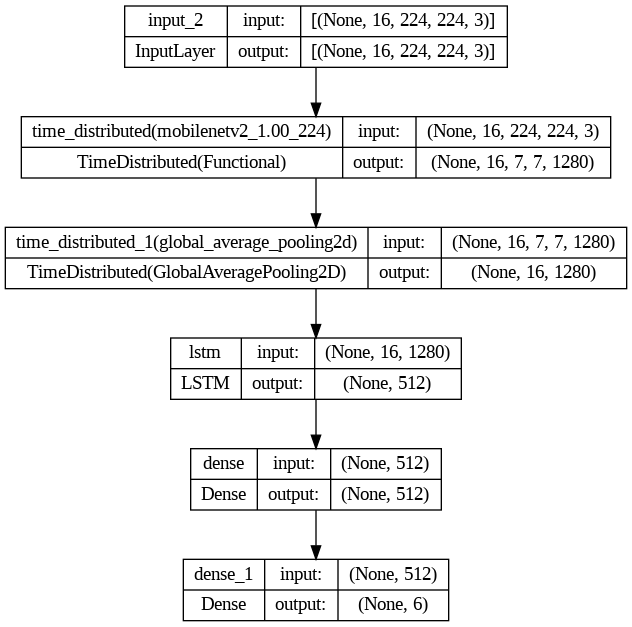 input_2 input: [(None, 16, 224, 224, 3)]
InputLayer output: [(None, 16, 224, 224, 3)]
time_distributed(mobilenetv2_1.00_224) input: (None, 16, 224, 224, 3)
TimeDistributed(Functional) output: (None, 16, 7, 7, 1280)
time_distributed_1(global_average_pooling2d) input: (None, 16, 7, 7, 1280)
TimeDistributed(GlobalAveragePooling2D) output: (None, 16, 1280)
lstm input: (None, 16, 1280)
LSTM output: (None, 512)
dense input: (None, 512)
Dense output: (None, 512)
dense_1 input: (None, 512)
Dense output: (None, 6)